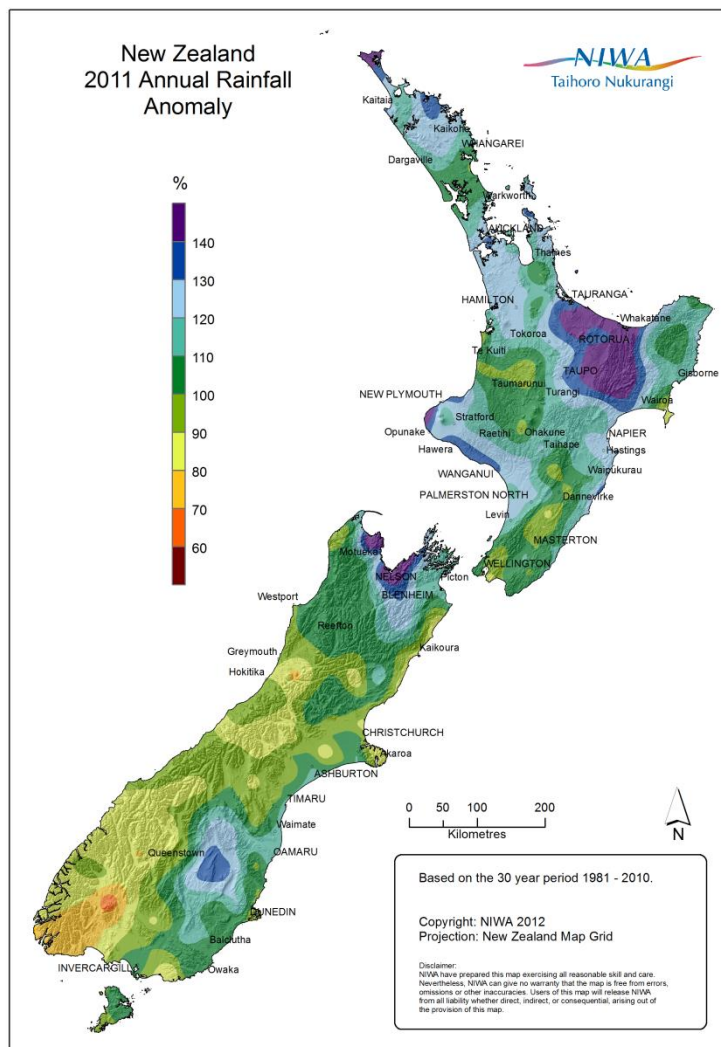 New Zealand
2011 Annual Rainfall
Anomaly
NIWA
Taihoro Nukurangi
%
140
130
120
110
100
90
80
70
60
Kaitaia
Kaikohe
WHANGAREI
Dargaville
Warkworth
AUCKLAND
Thames
HAMILTON
TAURANGA
Whakatane
Tokoroa
ROTORUA
Te Kuiti
TAUPO
Gisborne
Taumarunui
Turangi
Wairoa
NEW PLYMOUTH
Stratford
Opunake
Raetihi
Ohakune
NAPIER
Taihape
Hawera
Hastings
WANGANUI
Waipukurau
PALMERSTON NORTH
Dannevirke
Levin
MASTERTON
WELLINGTON
Motueka
NELSON
Picton
BLENHEIM
Westport
Reefton
Kaikoura
Greymouth
Hokitika
CHRISTCHURCH
Akaroa
ASHBURTON
TIMARU
Waimate
Queenstown
OAMARU
DUNEDIN
Balclutha
INVERCARGILL
Owaka
0 50 100 200
Kilometres
N
Based on the 30 year period 1981 - 2010.
Copyright: NIWA 2012
Projection: New Zealand Map Grid
Disclaimer:
NIWA have prepared this map exercising all reasonable skill and care.
Nevertheless, NIWA can give no warranty that the map is free from errors,
omissions or other inaccuracies. Users of this map will release NIWA
from all liability whether direct, indirect, or consequential, arising out of
the provision of this map.